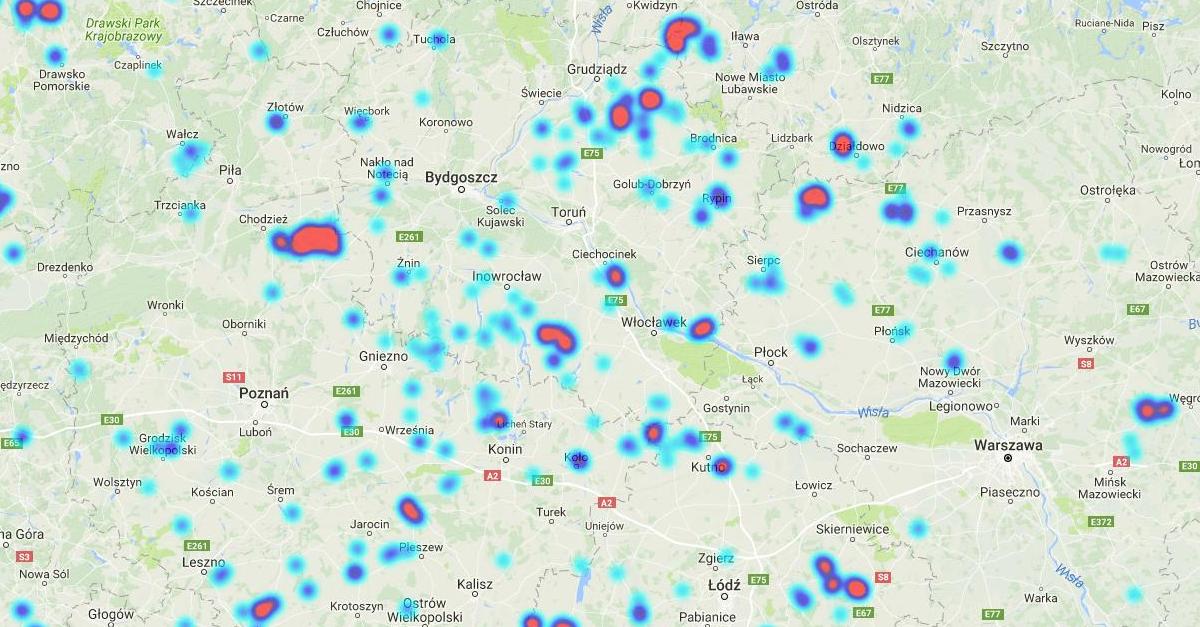 Szczecinek
Czarne
Chojnice
Kwidzyn
Ostróda
Ruciane-Nida
Pisz
Drawski Park
Krajobrazowy
Człuchów
Tuchola
Wisła
Iława
Olsztynek
Szczytno
Czaplinek
Drawsko
Pomorskie
Grudziądz
Nowe Miasto
Lubawskie
E77
Świecie
Kolno
Złotów
Więcbork
Koronowo
Nidzica
Wałcz
Brodnica
Lidzbark
Działdowo
Nowogród
E75
Piła
Nakło nad
Notecią
Bydgoszcz
Golub-Dobrzyń
E77
Ostrołęka
Trzcianka
Rypin
Chodzież
Solec
Kujawski
Toruń
Przasnysz
E261
Drezdenko
Żnin
Inowrocław
Ciechocinek
Sierpc
Ciechanów
Ostrów
Mazowiecka
Wronki
E75
E77
E67
Oborniki
Włocławek
Płońsk
Międzychód
Gniezno
Płock
Wyszków
S8
S11
E261
Łąck
Nowy Dwór
Mazowiecki
Poznań
Gostynin
Wisła
Legionowo
E30
Luboń
E30
Września
Licheń Stary
E75
Marki
E65
Grodzisk
Wielkopolski
Konin
Koło
Kutno
Sochaczew
Warszawa
A2
E30
Wolsztyn
Kościan
Śrem
A2
E30
A2
Łowicz
Piaseczno
Mińsk
Mazowiecki
Jarocin
Turek
Uniejów
Skierniewice
E372
E261
Pleszew
S3
Leszno
Zgierz
Nowa Sól
Kalisz
Łódź
E75
S8
Wisła
Głogów
Krotoszyn
Ostrów
Wielkopolski
Pabianice
E67
E77
Warka